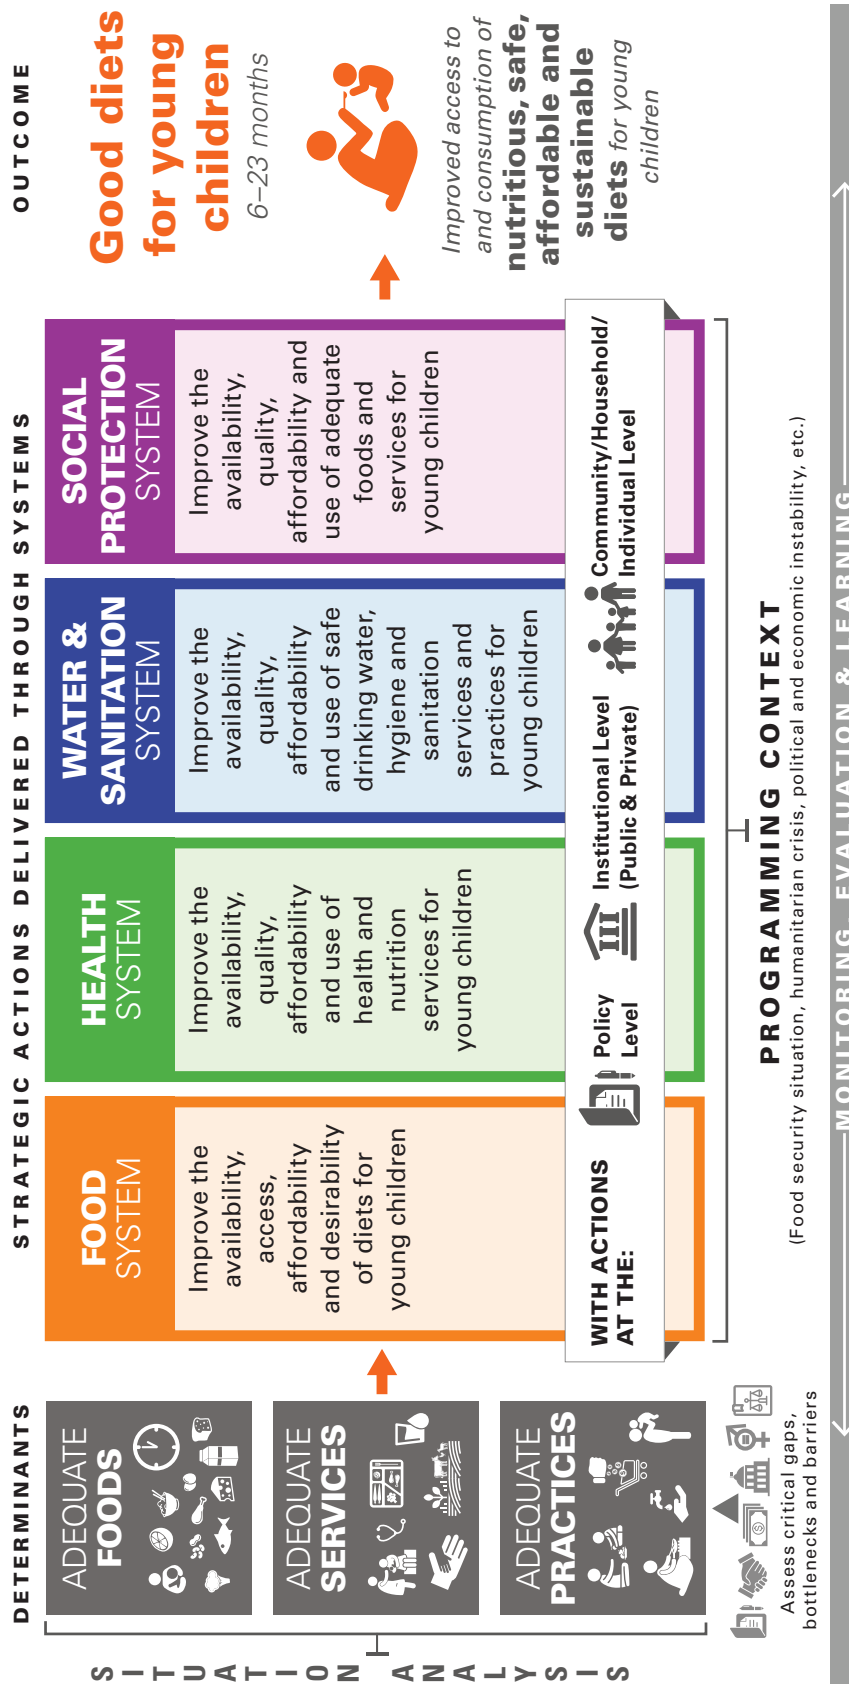 SITUATION ANALYSIS
DETERMINANTS
ADEQUATE
FOODS
ADEQUATE
SERVICES
ADEQUATE
PRACTICES
Assess critical gaps,
bottlenecks and barriers
STRATEGIC ACTIONS DELIVERED THROUGH SYSTEMS
FOOD
SYSTEM
Improve the
availability,
access,
affordability
and desirability
of diets for
young children
HEALTH
SYSTEM
Improve the
availability,
quality,
affordability
and use of
health and
nutrition
services for
young children
WATER &
SANITATION
SYSTEM
Improve the
availability,
quality,
affordability
and use of safe
drinking water,
hygiene and
sanitation
services and
practices for
young children
SOCIAL
PROTECTION
SYSTEM
Improve the
availability,
quality,
affordability and
use of adequate
foods and
services for
young children
WITH ACTIONS
AT THE:
Policy
Level
Institutional Level
(Public & Private)
Community/Household/
Individual Level
PROGRAMMING CONTEXT
(Food security situation, humanitarian crisis, political and economic instability, etc.)
OUTCOME
Good diets
for young
children
6–23 months
Improved access to
and consumption of
nutritious, safe,
affordable and
sustainable
diets for young
children
MONITORING, EVALUATION & LEARNING